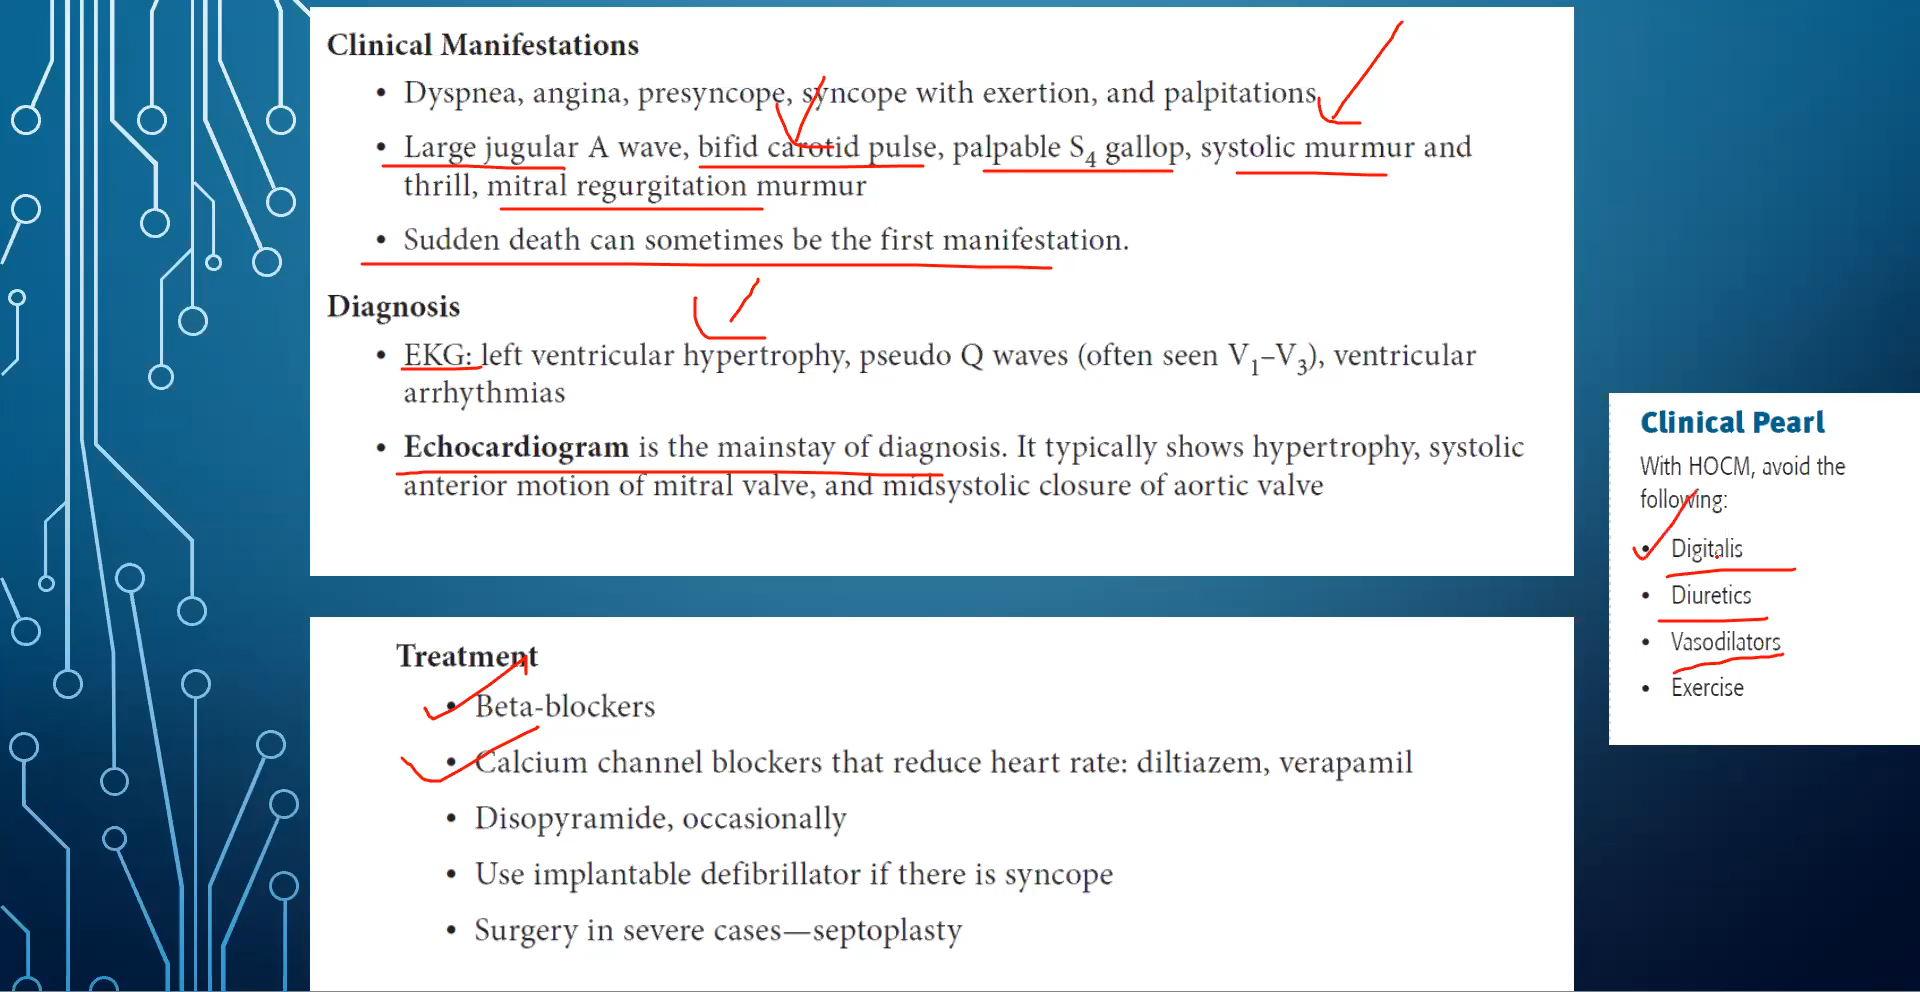 Clinical Manifestations
• Dyspnea, angina, presyncope, syncope with exertion, and palpitations
• Large jugular A wave, bifid carotid pulse, palpable S4 gallop, systolic murmur and
thrill, mitral regurgitation murmur
• Sudden death can sometimes be the first manifestation.
Diagnosis
• EKG: left ventricular hypertrophy, pseudo Q waves (often seen V1–V3), ventricular
arrhythmias
• Echocardiogram is the mainstay of diagnosis. It typically shows hypertrophy, systolic
anterior motion of mitral valve, and midsystolic closure of aortic valve
Treatment
• Beta-blockers
• Calcium channel blockers that reduce heart rate: diltiazem, verapamil
• Disopyramide, occasionally
• Use implantable defibrillator if there is syncope
• Surgery in severe cases—septoplasty
Clinical Pearl
With HOCM, avoid the
following:
• Digitalis
• Diuretics
• Vasodilators
• Exercise